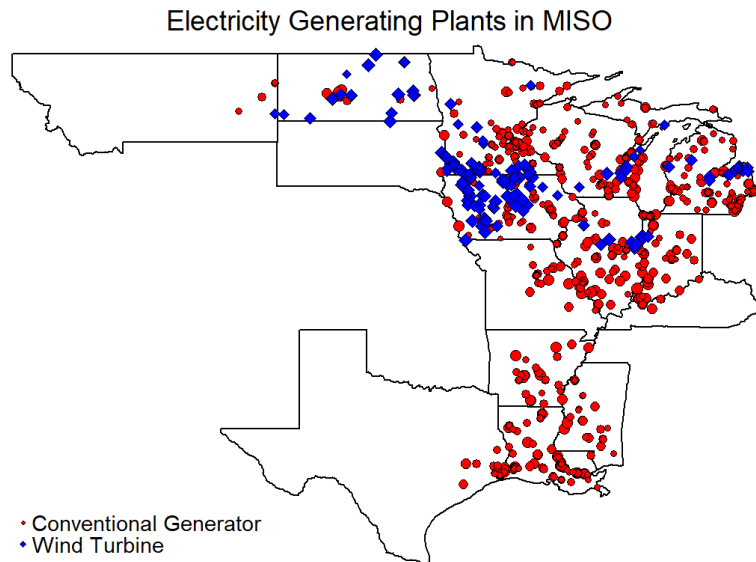 Electricity Generating Plants in MISO
Conventional Generator
Wind Turbine